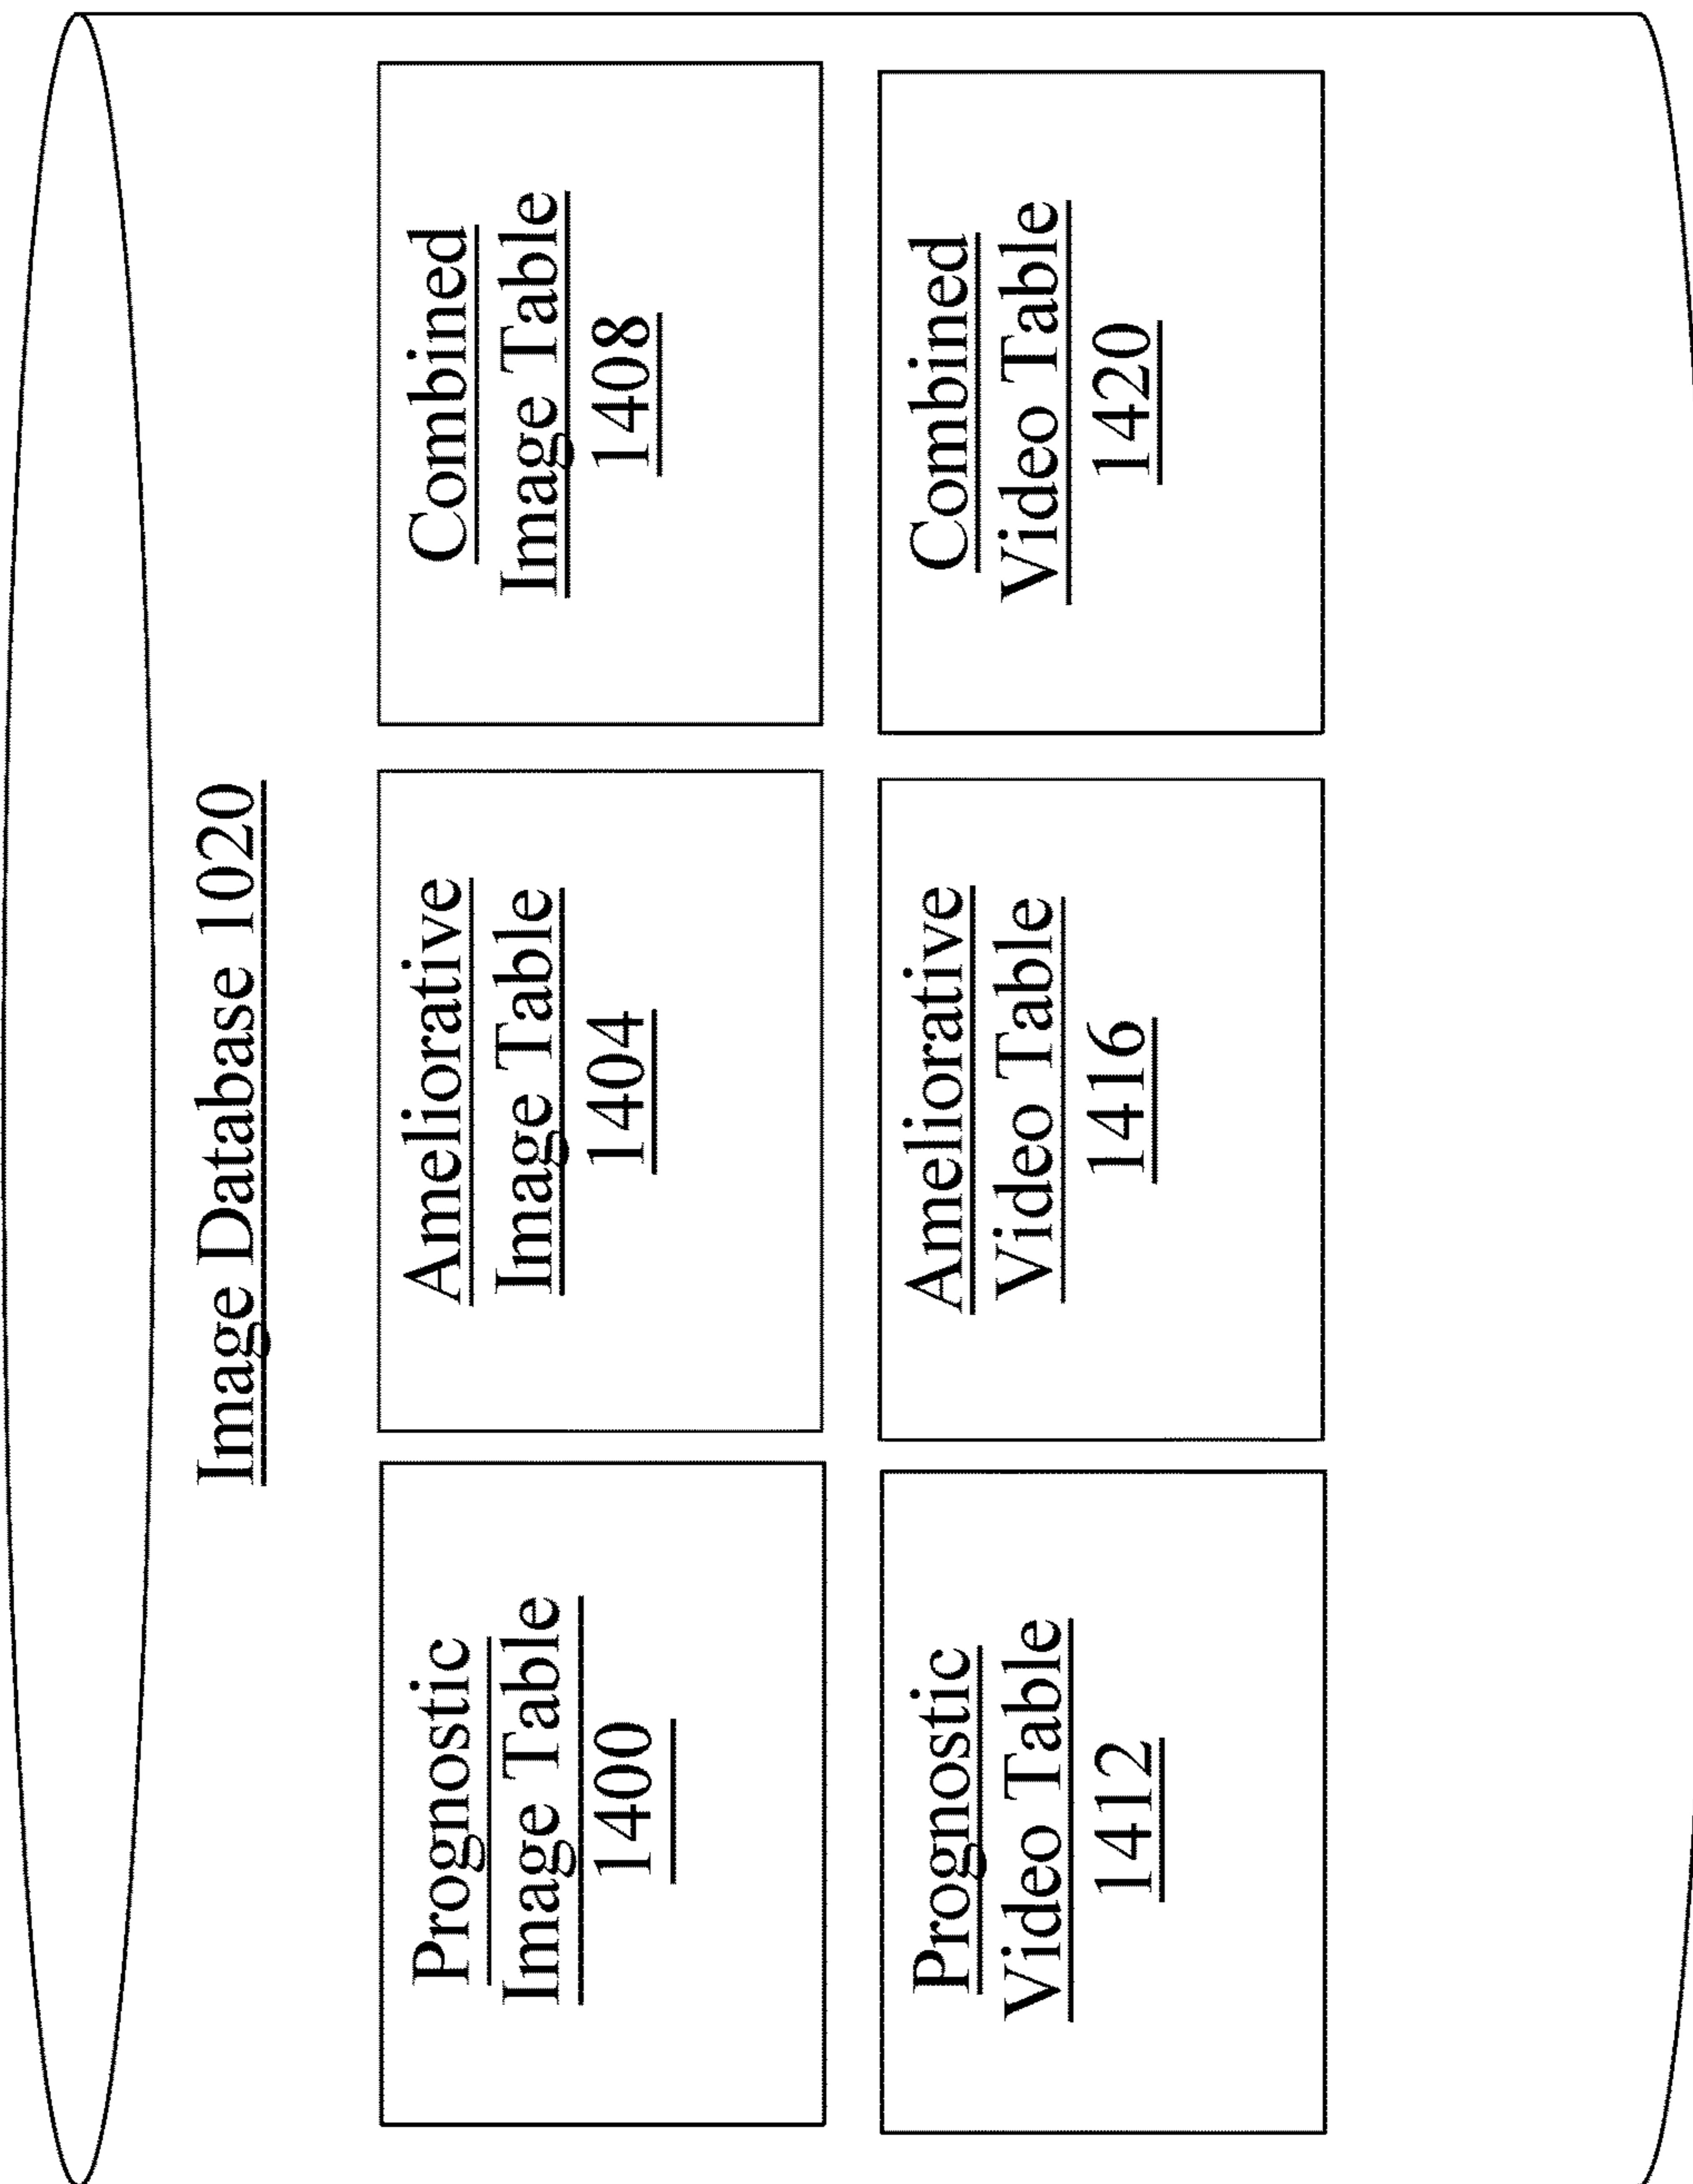 Image Database 1020
Prognostic
Image Table
1400
Ameliorative
Image Table
1404
Combined
Image Table
1408
Prognostic
Video Table
1412
Ameliorative
Video Table
1416
Combined
Video Table
1420